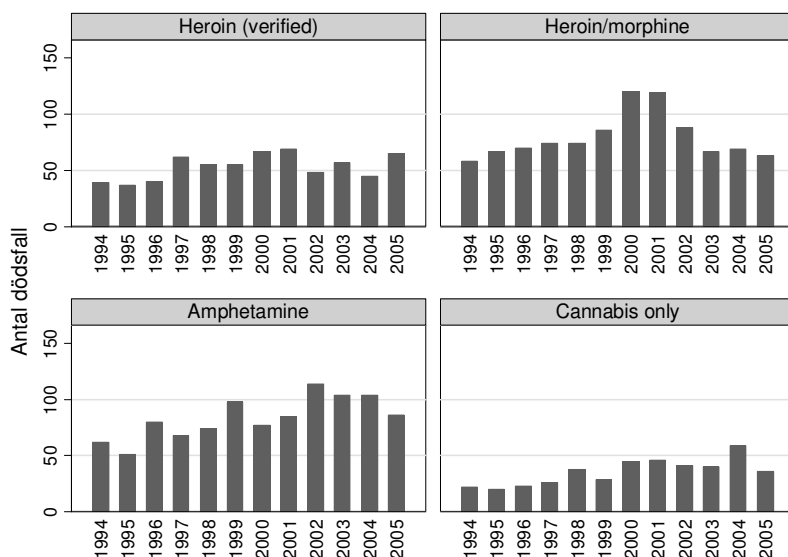 Heroin (verified)
Heroin/morphine
0 50 100 150
1994 1995 1996 1997 1998 1999 2000 2001 2002 2003 2004 2005
1994 1995 1996 1997 1998 1999 2000 2001 2002 2003 2004 2005
Antal dödsfall
Amphetamine
Cannabis only
0 50 100 150
1994 1995 1996 1997 1998 1999 2000 2001 2002 2003 2004 2005
1994 1995 1996 1997 1998 1999 2000 2001 2002 2003 2004 2005